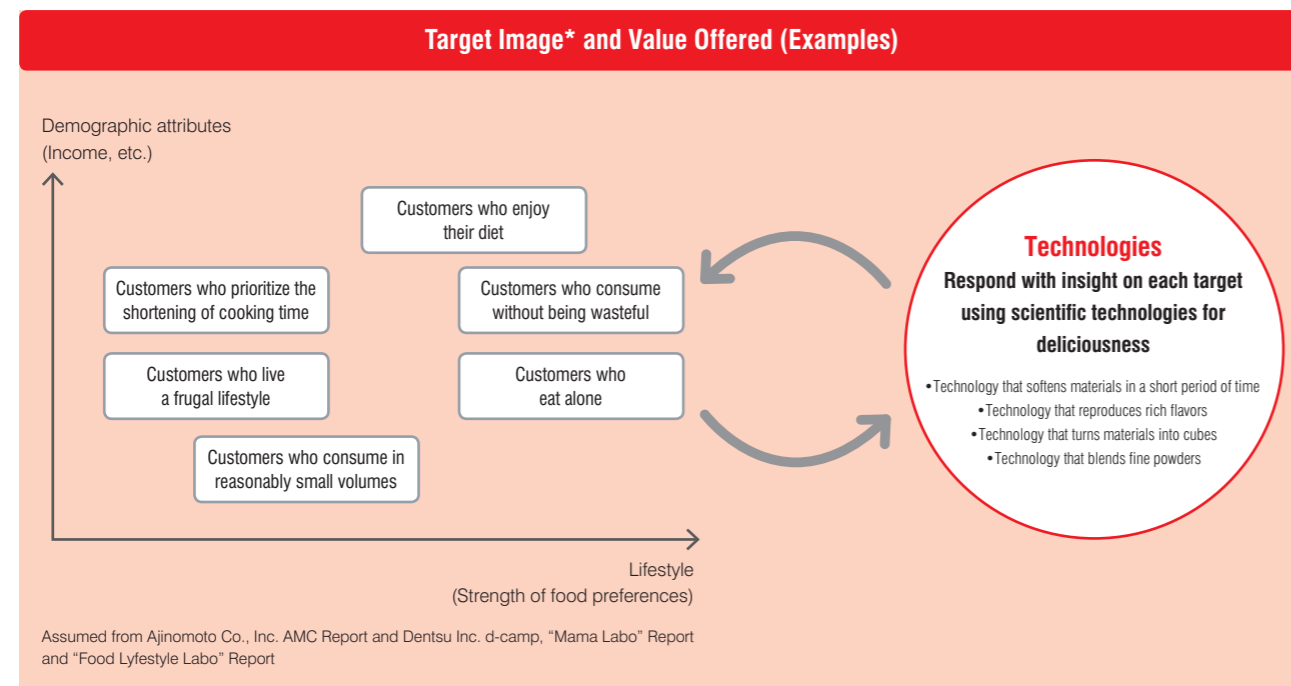 Target Image* and Value Offered (Examples)
Demographic attributes
(Income, etc.)
Customers who enjoy
their diet
Customers who prioritize the
shortening of cooking time
Customers who consume
without being wasteful
Customers who live
a frugal lifestyle
Customers who
eat alone
Customers who consume in
reasonably small volumes
Lifestyle
(Strength of food preferences)
Technologies
Respond with insight on each target
using scientific technologies for
deliciousness
•Technology that softens materials in a short period of time
•Technology that reproduces rich flavors
•Technology that turns materials into cubes
•Technology that blends fine powders
Assumed from Ajinomoto Co., Inc. AMC Report and Dentsu Inc. d-camp, “Mama Labo” Report
and “Food Lyfestyle Labo” Report